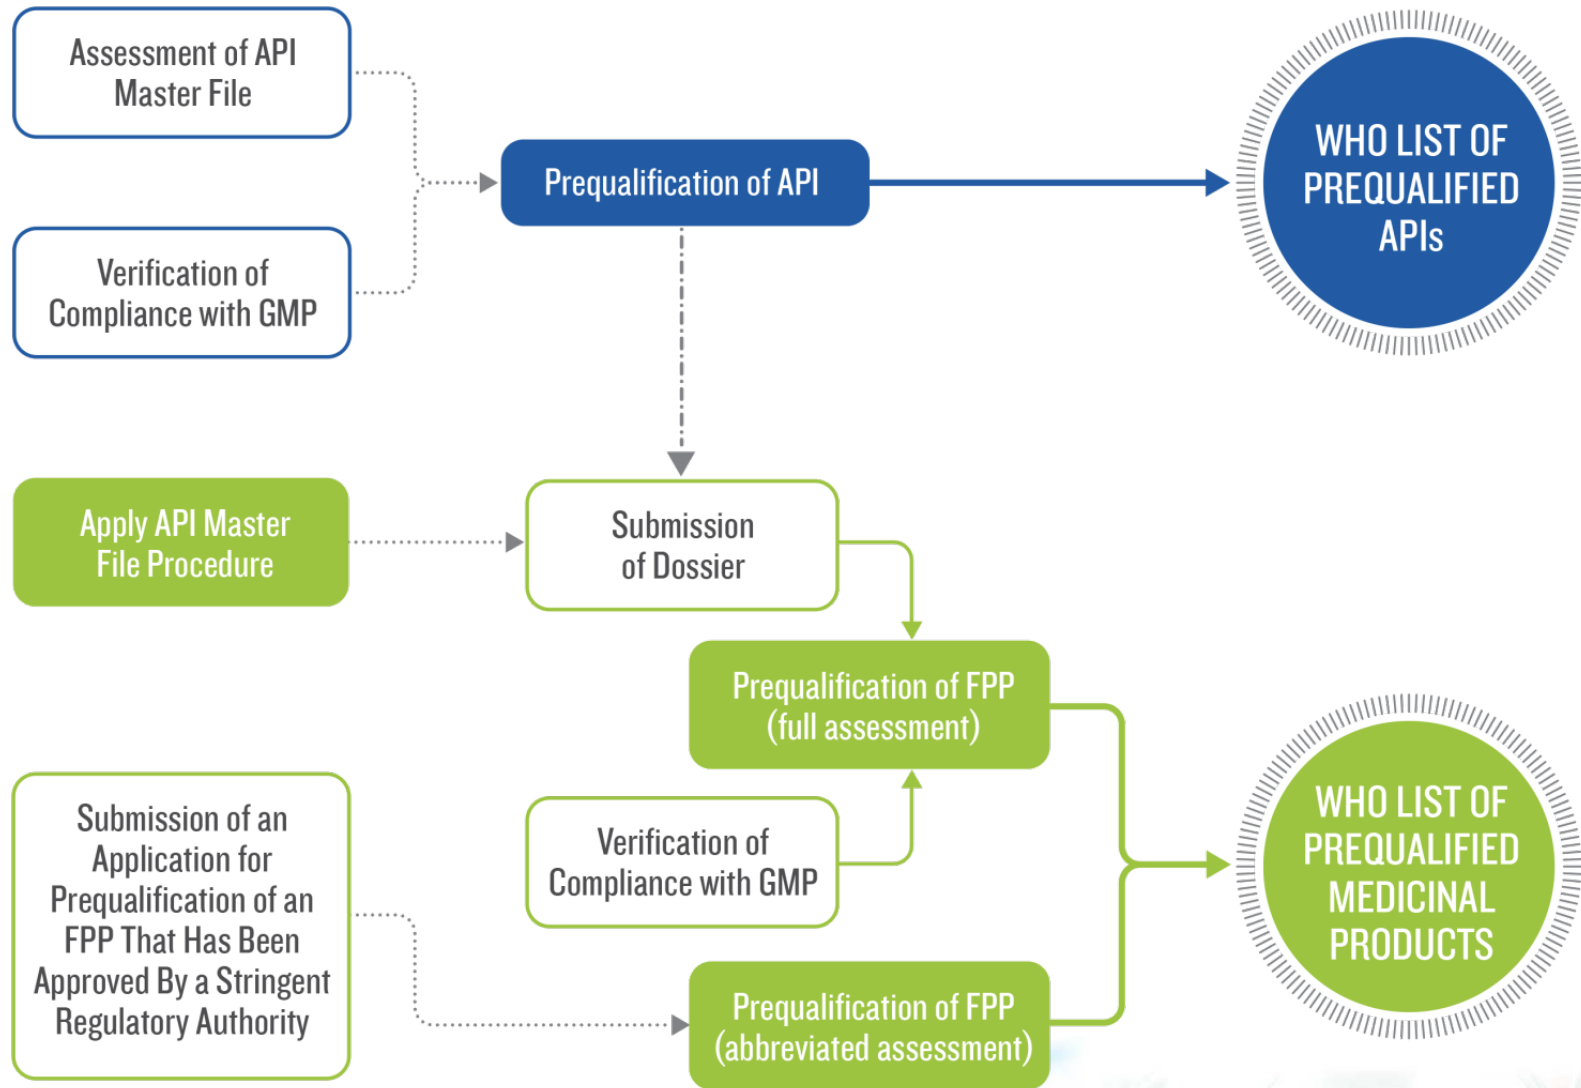 Assessment of API
Master File
Verification of
Compliance with GMP
Prequalification of API
WHO LIST OF
PREQUALIFIED
APIs
Apply API Master
File Procedure
Submission
of Dossier
Prequalification of FPP
(full assessment)
Verification of
Compliance with GMP
Submission of an
Application for
Prequalification of an
FPP That Has Been
Approved By a Stringent
Regulatory Authority
Prequalification of FPP
(abbreviated assessment)
WHO LIST OF
PREQUALIFIED
MEDICINAL
PRODUCTS